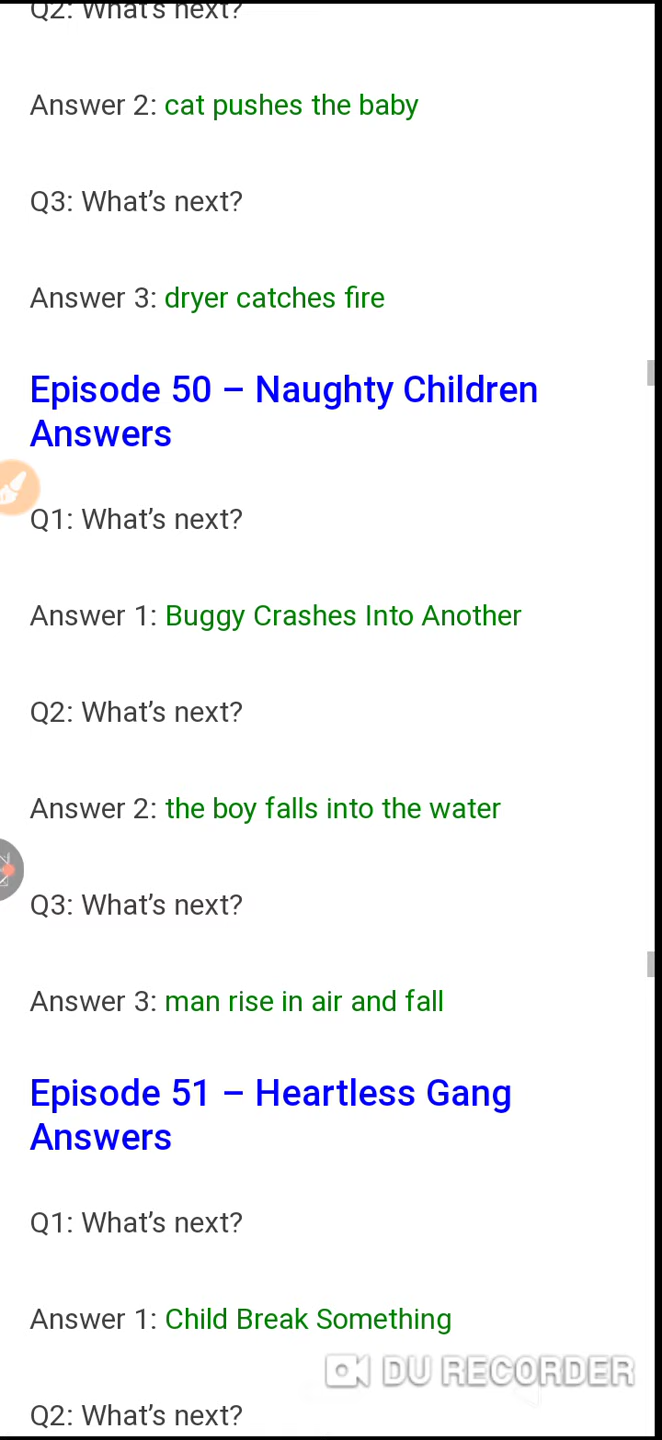 Q2: What's next?
Answer 2: cat pushes the baby
Q3: What’s next?
Answer 3: dryer catches fire
Episode 50 – Naughty Children
Answers
Q1: What’s next?
Answer 1: Buggy Crashes Into Another
Q2: What’s next?
Answer 2: the boy falls into the water
Q3: What’s next?
Answer 3: man rise in air and fall
Episode 51 – Heartless Gang
Answers
Q1: What’s next?
Answer 1: Child Break Something
DU RECORDER
Q2: What’s next?